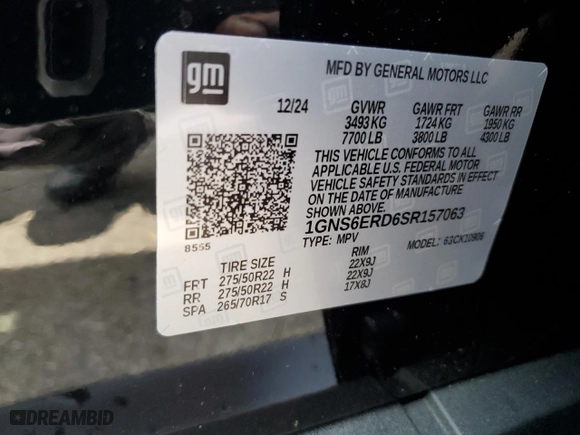 gm
MFD BY GENERAL MOTORS LLC
12/24 GVWR GAWR FRT GAWR RR
3493 KG 1724 KG 1950 KG
7700 LB 3800 LB 4300 LB
THIS VEHICLE CONFORMS TO ALL
APPLICABLE U.S. FEDERAL MOTOR
VEHICLE SAFETY STANDARDS IN EFFECT
ON THE DATE OF MANUFACTURE
SHOWN ABOVE.
1GNS6ERD6SR157063
8555
TYPE: MPV MODEL: 63CK10906
TIRE SIZE RIM
FRT 275/50R22 H 22X9J
RR 275/50R22 H 22X9J
SPA 265/70R17 S 17X8J
DREAMBID